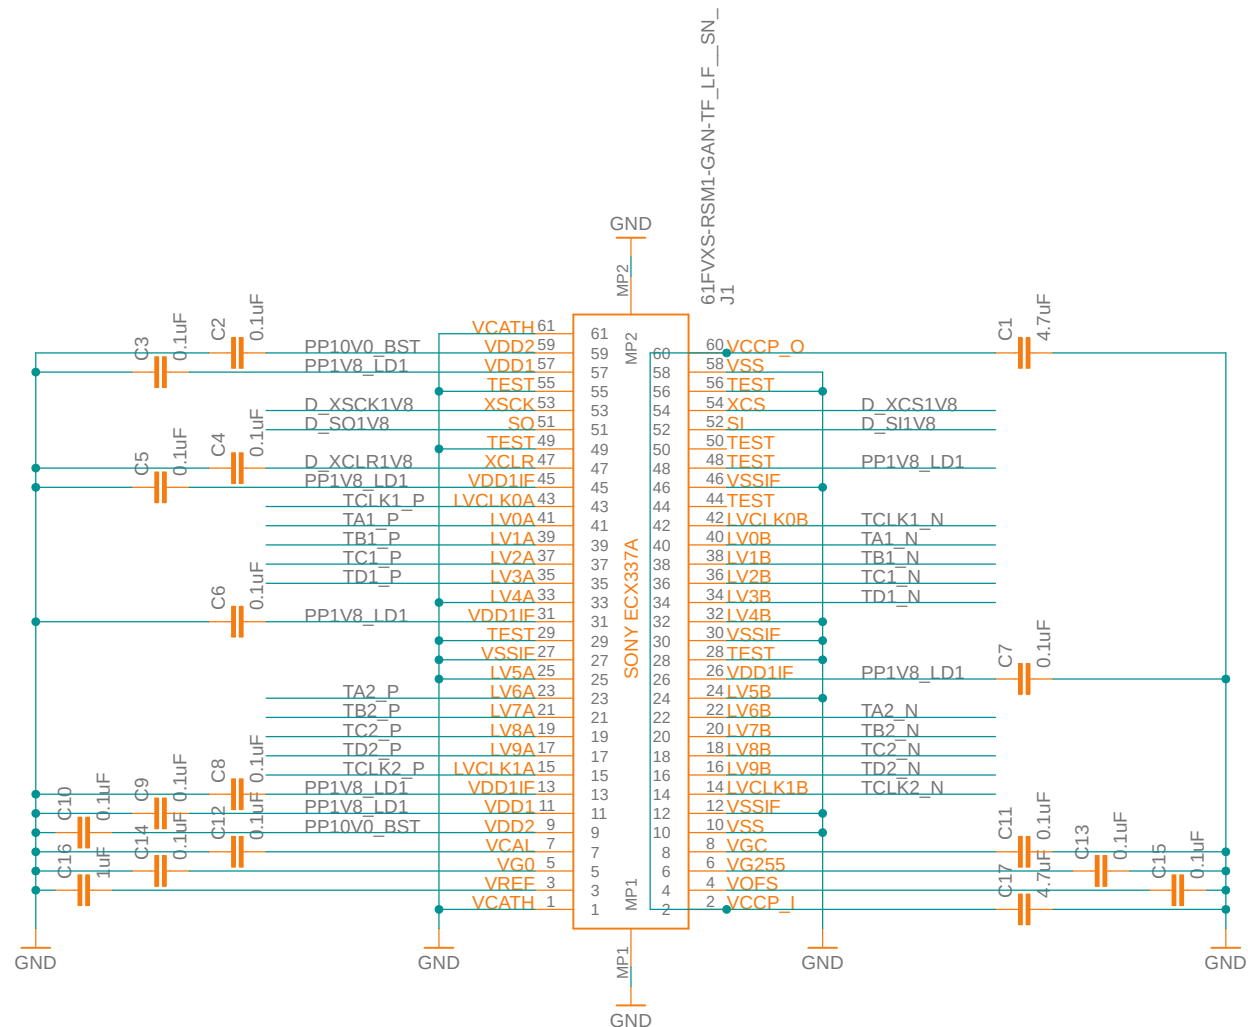 61FVXS-RSM1-GAN-TF_LF__SN_
J1
GND
MP2
C1 4.7uF
C2 0.1uF
C3 0.1uF
VCATH 61 61 MP2
PP10V0_BST VDD2 59 59 60 60 VCCP_O
PP1V8_LD1 VDD1 57 57 58 58 VSS
TEST 55 55 56 56 TEST
D_XSCK1V8 XSCK 53 53 54 54 XCS D_XCS1V8
D_SO1V8 SO 51 51 52 52 SI D_SI1V8
C4 0.1uF
TEST 49 49 50 50 TEST
C5 0.1uF
D_XCLR1V8 XCLR 47 47 48 48 TEST PP1V8_LD1
PP1V8_LD1 VDD1IF 45 45 46 46 VSSIF
TCLK1_P LVCLK0A 43 43 44 44 TEST
TA1_P LV0A 41 41 42 42 LVCLK0B TCLK1_N
TB1_P LV1A 39 39 40 40 LV0B TA1_N
TC1_P LV2A 37 37 38 38 LV1B TB1_N
TD1_P LV3A 35 35 36 36 LV2B TC1_N
LV4A 33 33 34 34 LV3B TD1_N
C6 0.1uF
PP1V8_LD1 VDD1IF 31 31 32 32 LV4B
TEST 29 29 30 30 VSSIF
SONY ECX337A
VSSIF 27 27 28 28 TEST
C7 0.1uF
LV5A 25 25 26 26 VDD1IF PP1V8_LD1
TA2_P LV6A 23 23 24 24 LV5B
TB2_P LV7A 21 21 22 22 LV6B TA2_N
TC2_P LV8A 19 19 20 20 LV7B TB2_N
TD2_P LV9A 17 17 18 18 LV8B TC2_N
TCLK2_P LVCLK1A 15 15 16 16 LV9B TD2_N
C8 0.1uF
PP1V8_LD1 VDD1IF 13 13 14 14 LVCLK1B TCLK2_N
C9 0.1uF
PP1V8_LD1 VDD1 11 11 12 12 VSSIF
C10 0.1uF
PP10V0_BST VDD2 9 9 10 10 VSS
C12 0.1uF
VCAL 7 7 8 8 VGC
C11 0.1uF
C14 0.1uF
VG0 5 5 6 6 VG255
C13 0.1uF
C16 1uF
VREF 3 3 4 4 VOFS
C15 0.1uF
VCATH 1 1 MP1 2 2 VCCP_I
C17 4.7uF
MP1
GND GND GND GND
GND